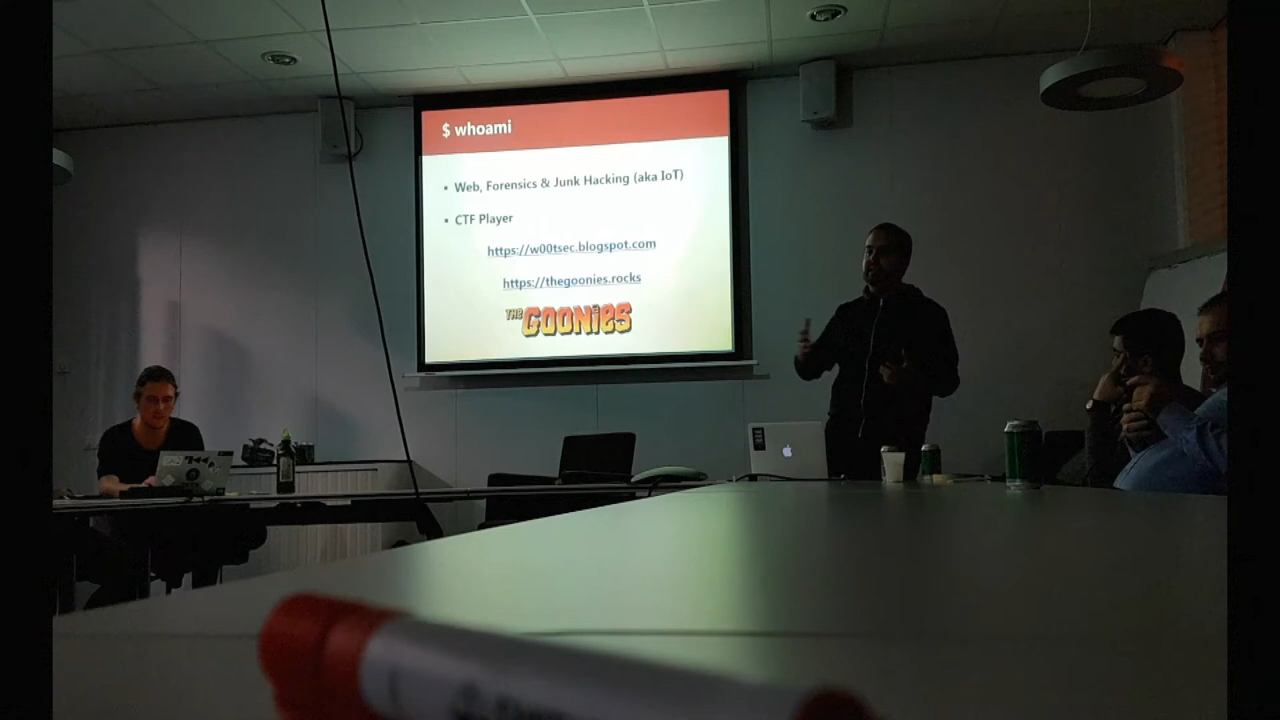 $ whoami
▪ Web, Forensics & Junk Hacking (aka IoT)
▪ CTF Player
https://w00tsec.blogspot.com
https://thegoonies.rocks
THE GOONIES